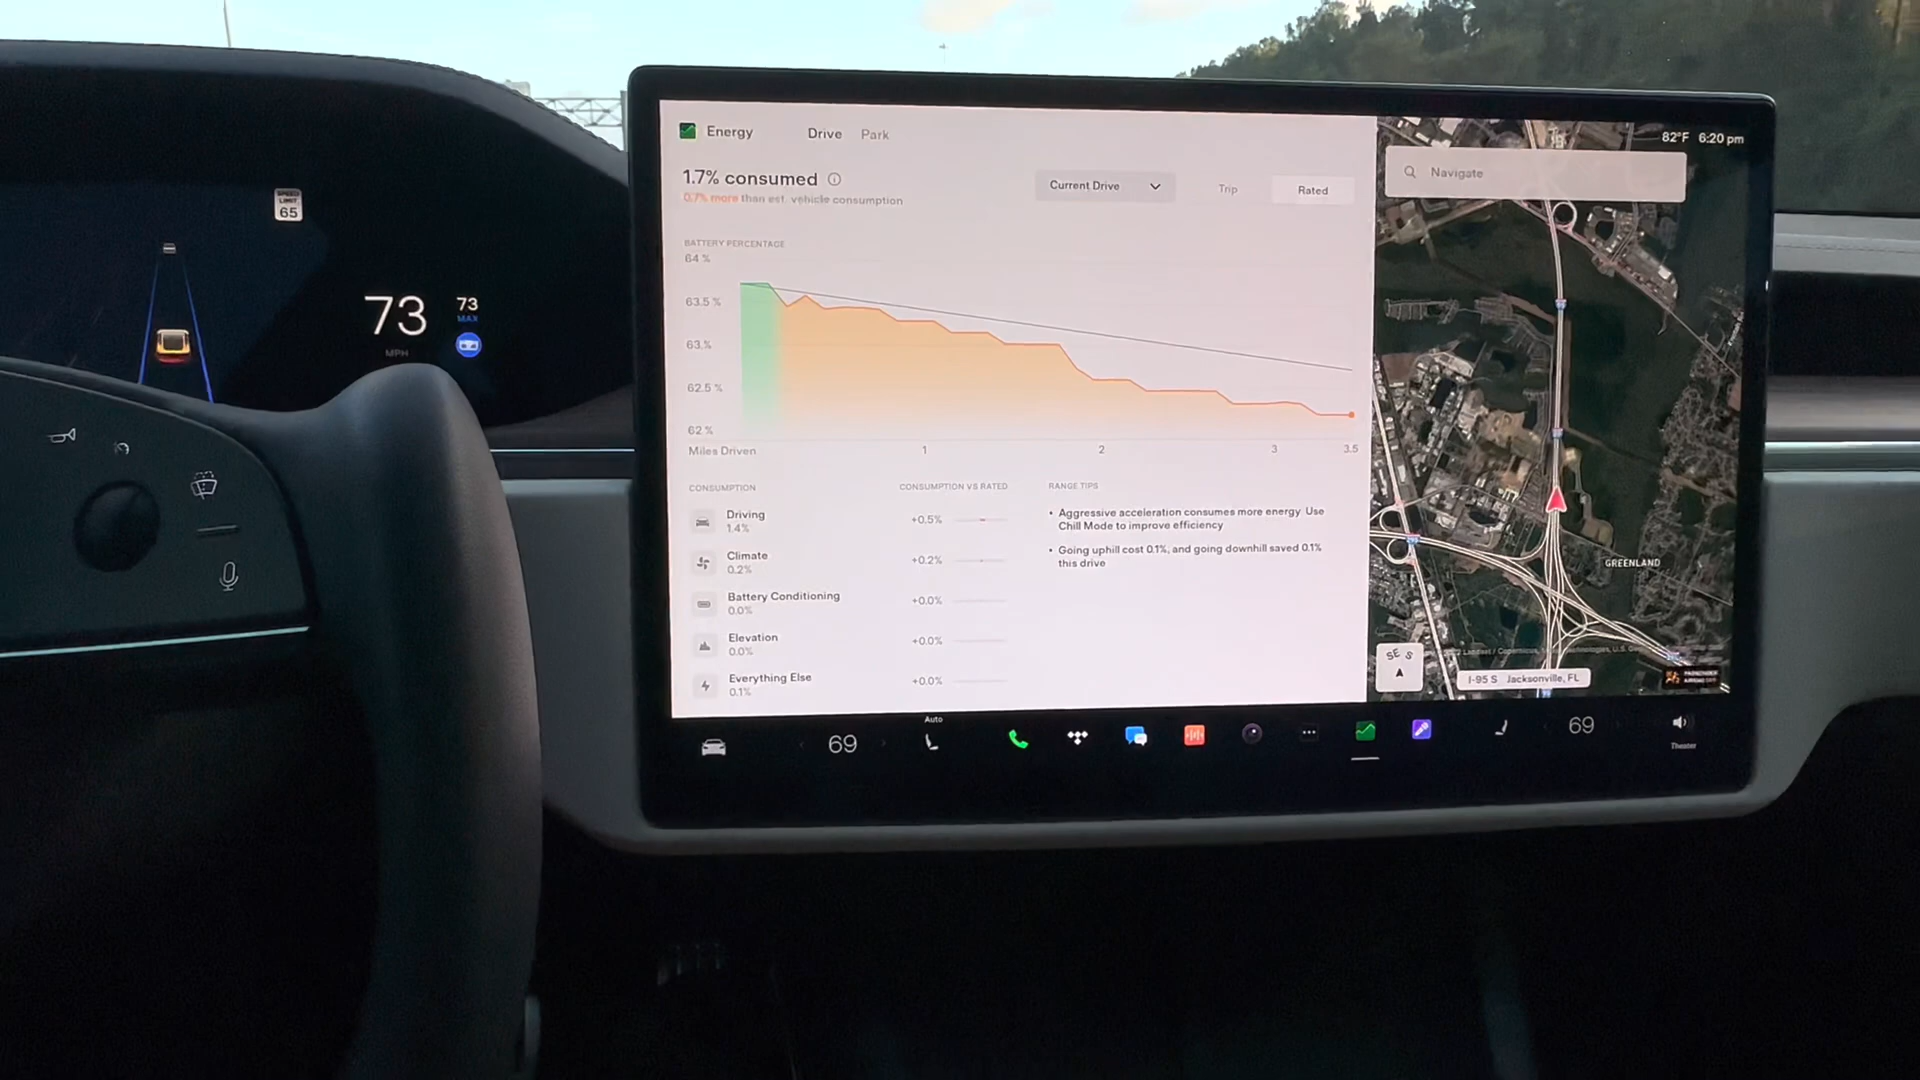 SPEED
LIMIT
65
73
MPH
73
MAX
Energy
Drive
Park
1.7% consumed
0.7% more than est. vehicle consumption
Current Drive
Trip
Rated
BATTERY PERCENTAGE
64 %
63.5 %
63 %
62.5 %
62 %
Miles Driven
1
2
3
3.5
CONSUMPTION
CONSUMPTION VS RATED
Driving
1.4%
+0.5%
Climate
0.2%
+0.2%
Battery Conditioning
0.0%
+0.0%
Elevation
0.0%
+0.0%
Everything Else
0.1%
+0.0%
RANGE TIPS
• Aggressive acceleration consumes more energy. Use
Chill Mode to improve efficiency
• Going uphill cost 0.1%, and going downhill saved 0.1%
this drive
82°F 6:20 pm
Navigate
GREENLAND
SE S
I-95 S Jacksonville, FL
PASSENGER
AIRBAG OFF
69
Auto
69
Theater